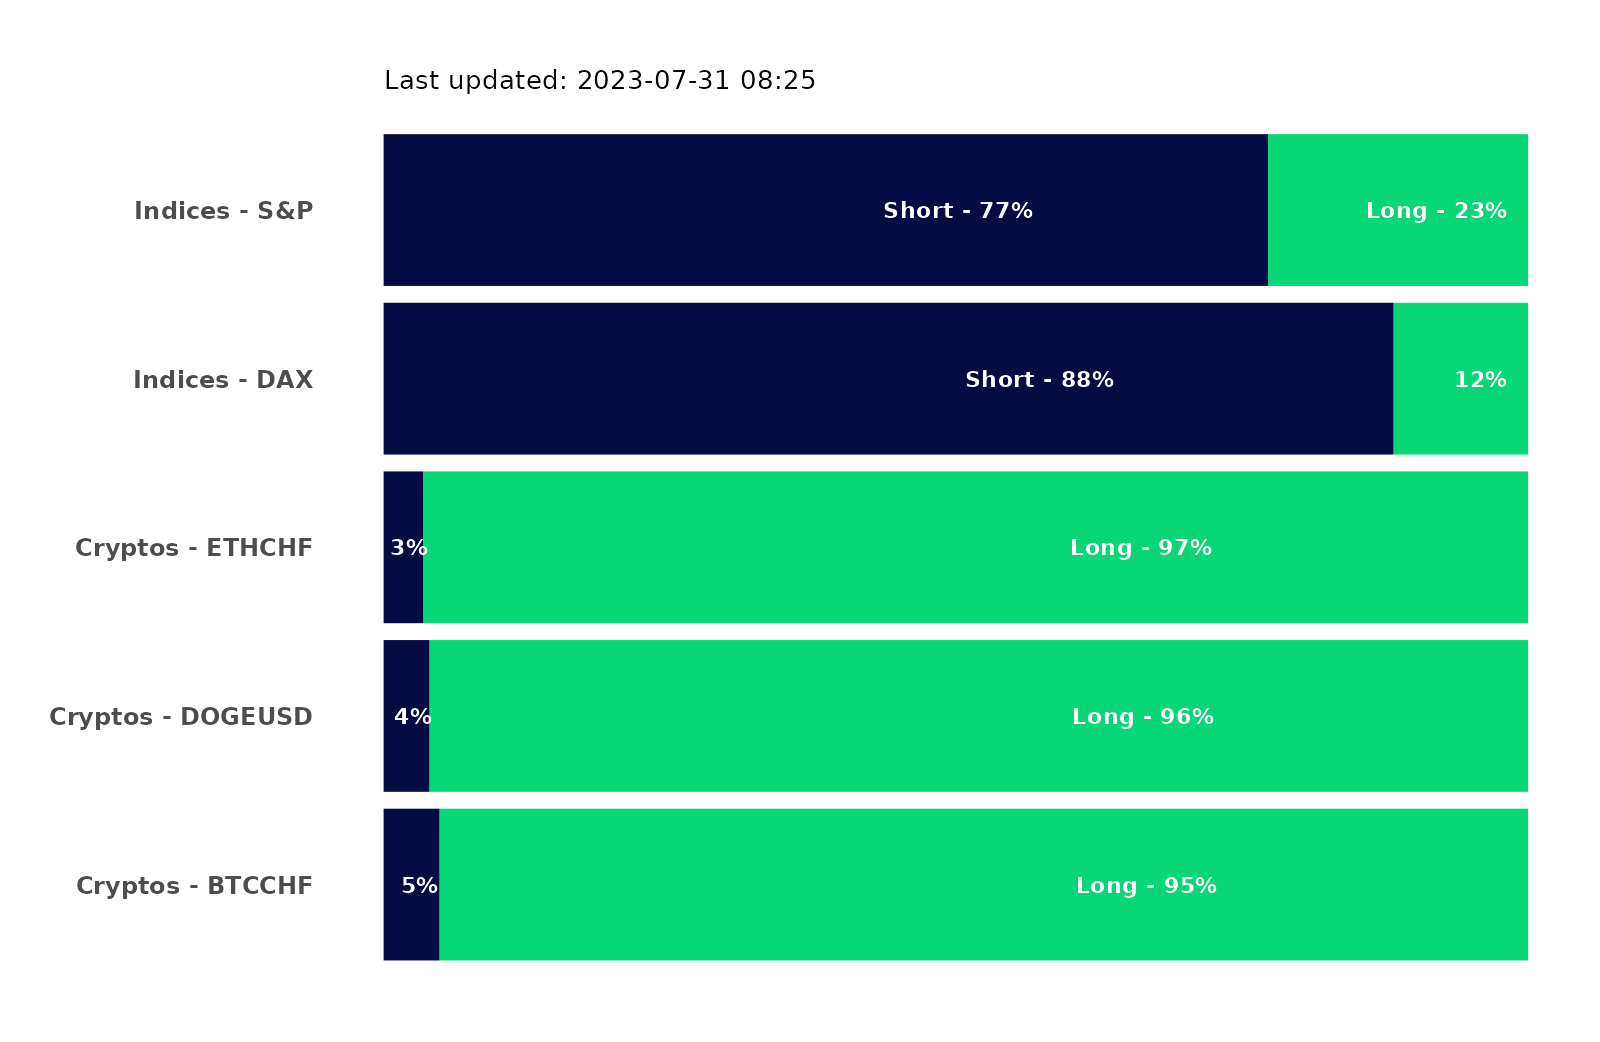 Last updated: 2023-07-31 08:25
Indices - S&P Short - 77% Long - 23%
Indices - DAX Short - 88% 12%
Cryptos - ETHCHF 3% Long - 97%
Cryptos - DOGEUSD 4% Long - 96%
Cryptos - BTCCHF 5% Long - 95%